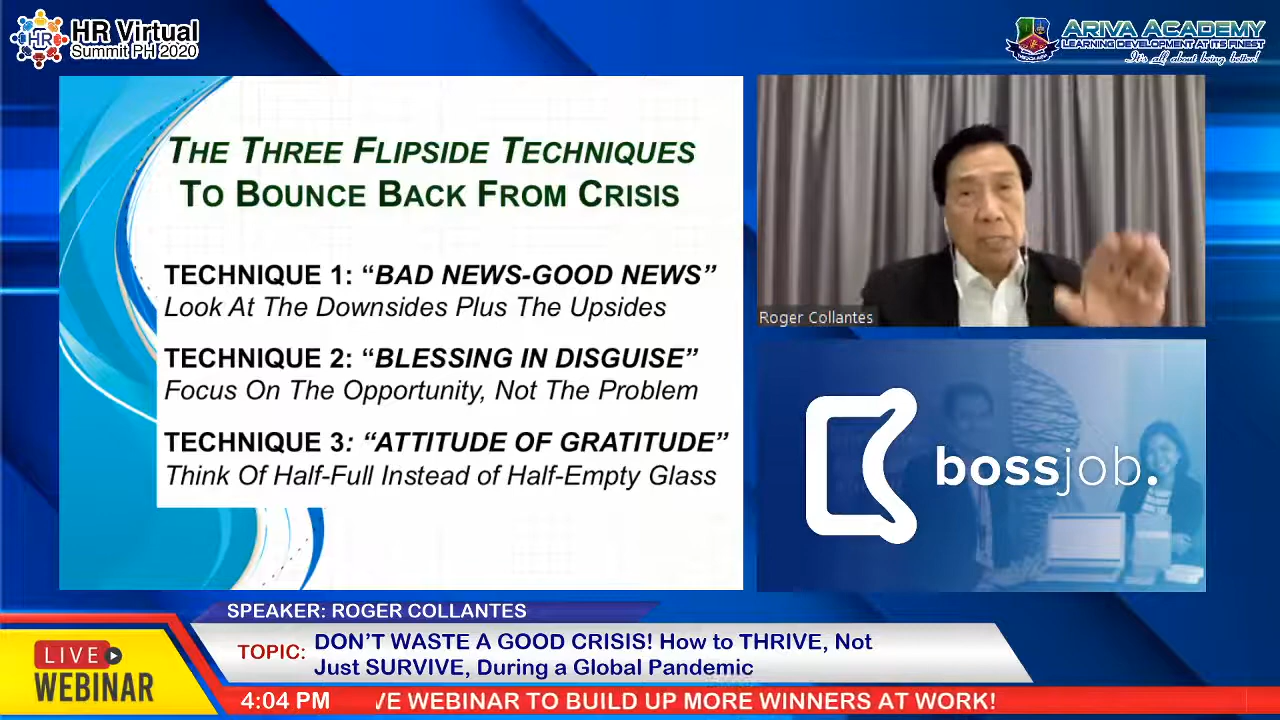 HR Virtual
Summit PH 2020
HR
ARIVA ACADEMY
LEARNING DEVELOPMENT AT ITS FINEST
It's all about being better!
THE THREE FLIPSIDE TECHNIQUES
TO BOUNCE BACK FROM CRISIS
TECHNIQUE 1: “BAD NEWS-GOOD NEWS”
Look At The Downsides Plus The Upsides
TECHNIQUE 2: “BLESSING IN DISGUISE”
Focus On The Opportunity, Not The Problem
TECHNIQUE 3: “ATTITUDE OF GRATITUDE”
Think Of Half-Full Instead of Half-Empty Glass
Roger Collantes
bossjob.
SPEAKER: ROGER COLLANTES
TOPIC: DON’T WASTE A GOOD CRISIS! How to THRIVE, Not
Just SURVIVE, During a Global Pandemic
LIVE
WEBINAR
4:04 PM VE WEBINAR TO BUILD UP MORE WINNERS AT WORK!